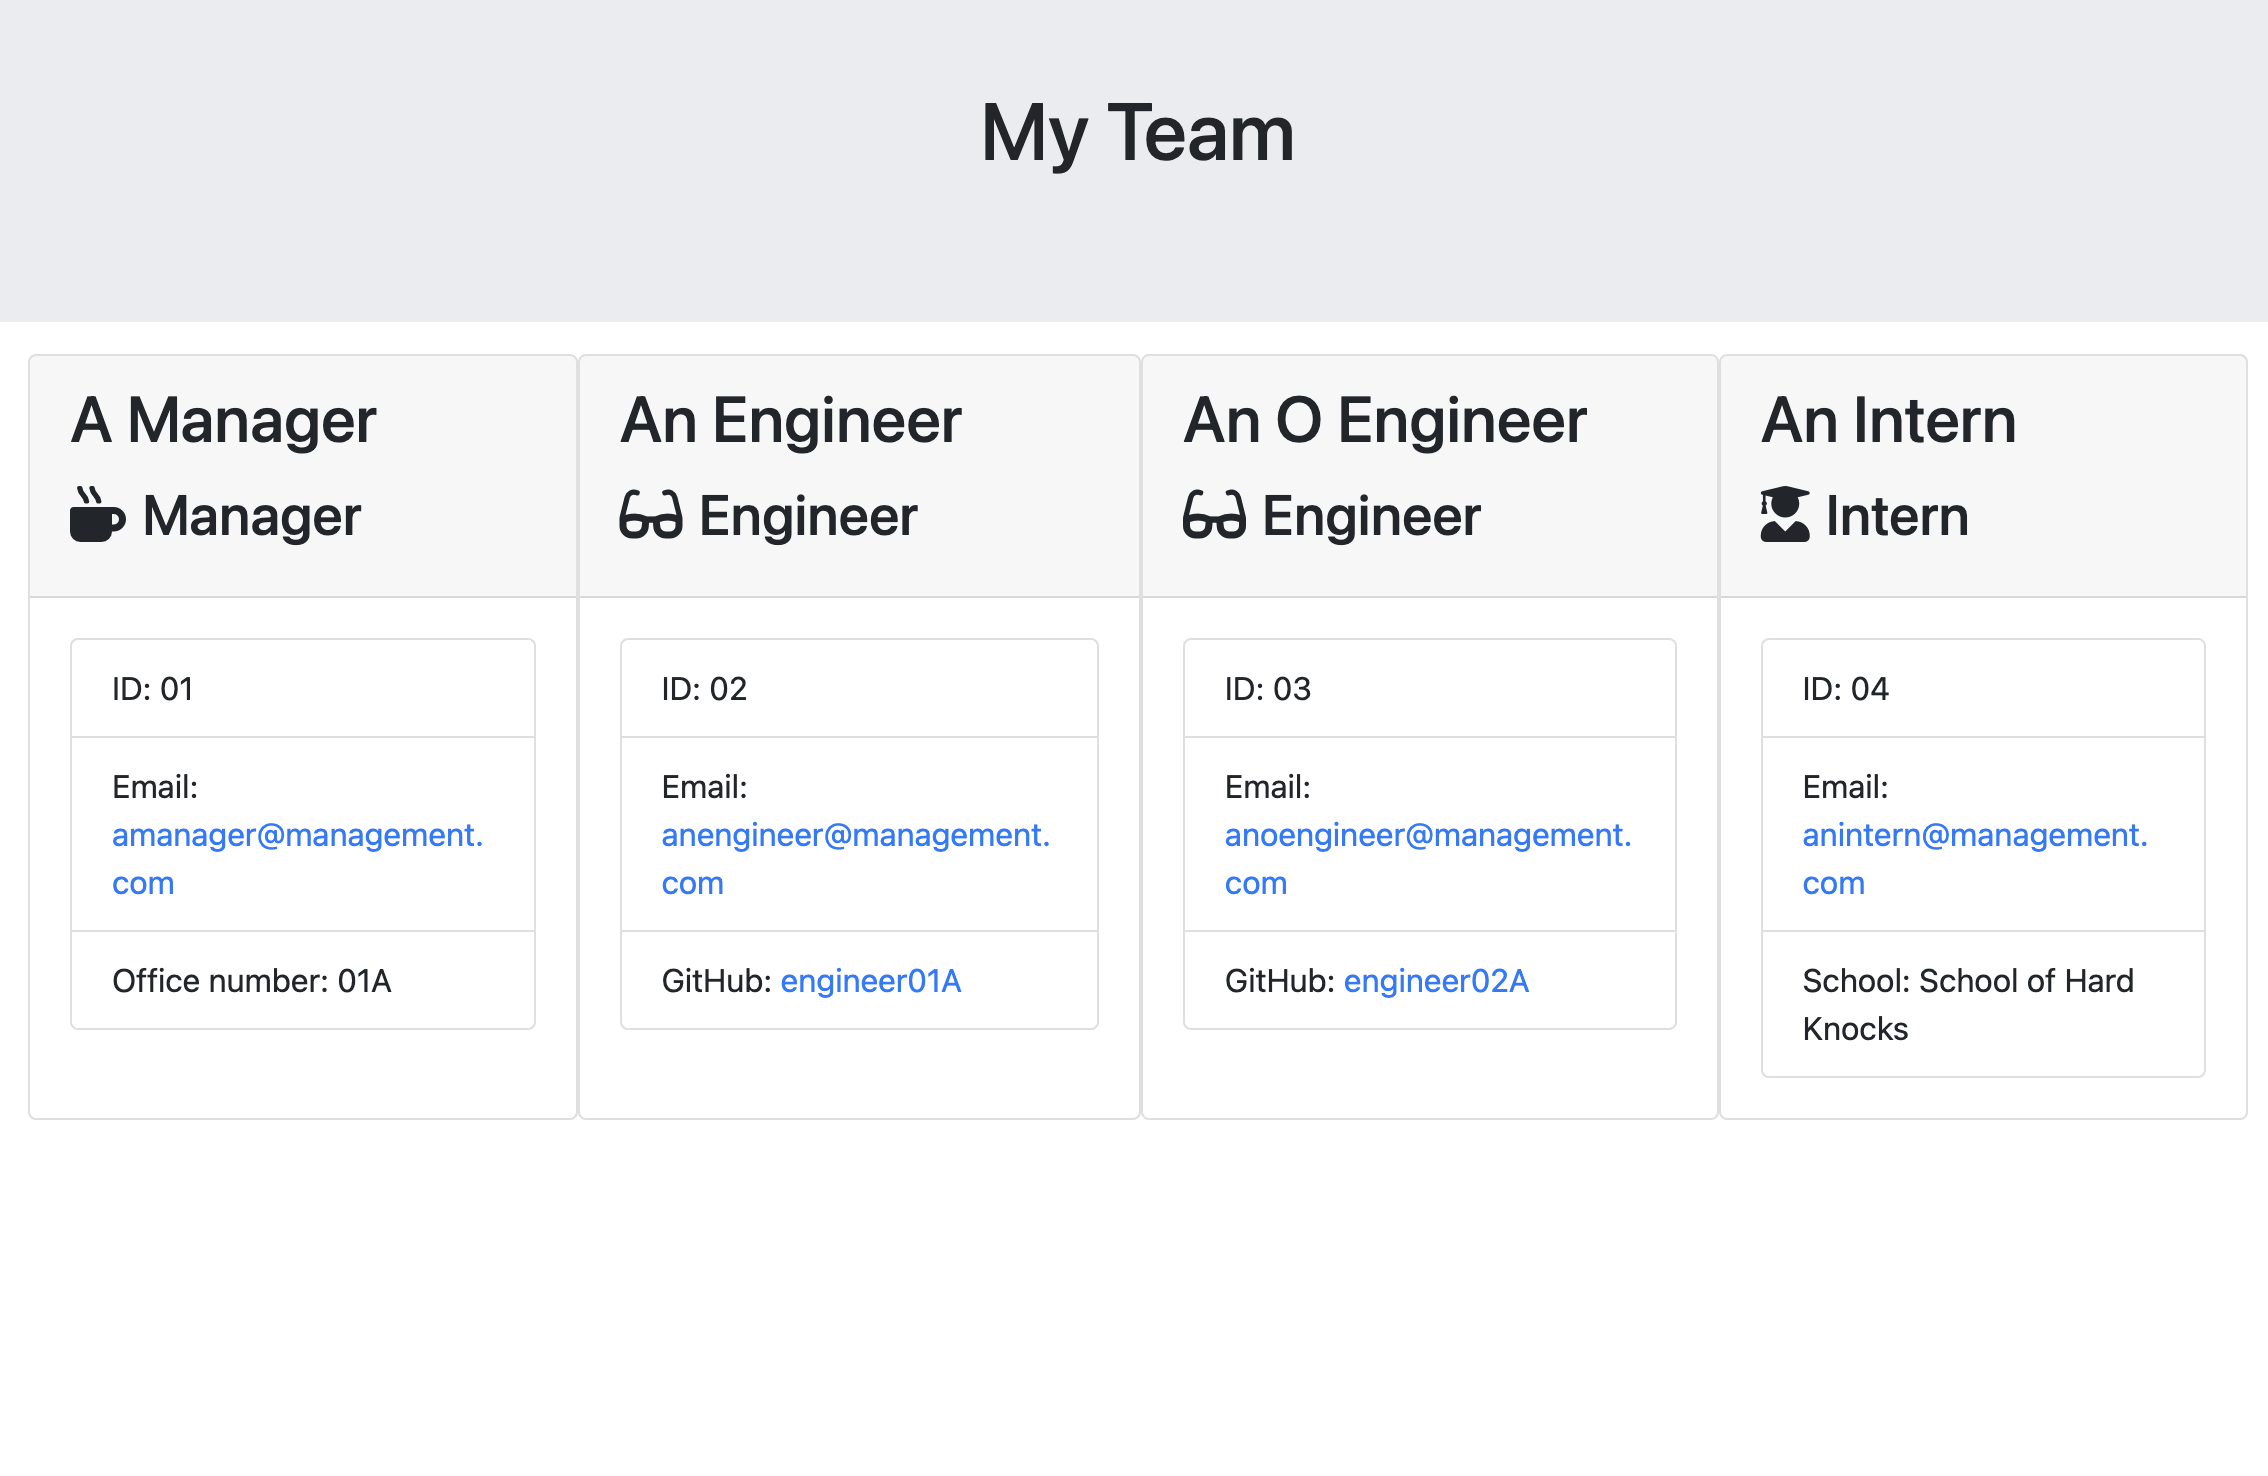 My Team
A Manager
Manager
ID: 01
Email:
amanager@management.
com
Office number: 01A
An Engineer
Engineer
ID: 02
Email:
anengineer@management.
com
GitHub: engineer01A
An O Engineer
Engineer
ID: 03
Email:
anoengineer@management.
com
GitHub: engineer02A
An Intern
Intern
ID: 04
Email:
anintern@management.
com
School: School of Hard
Knocks